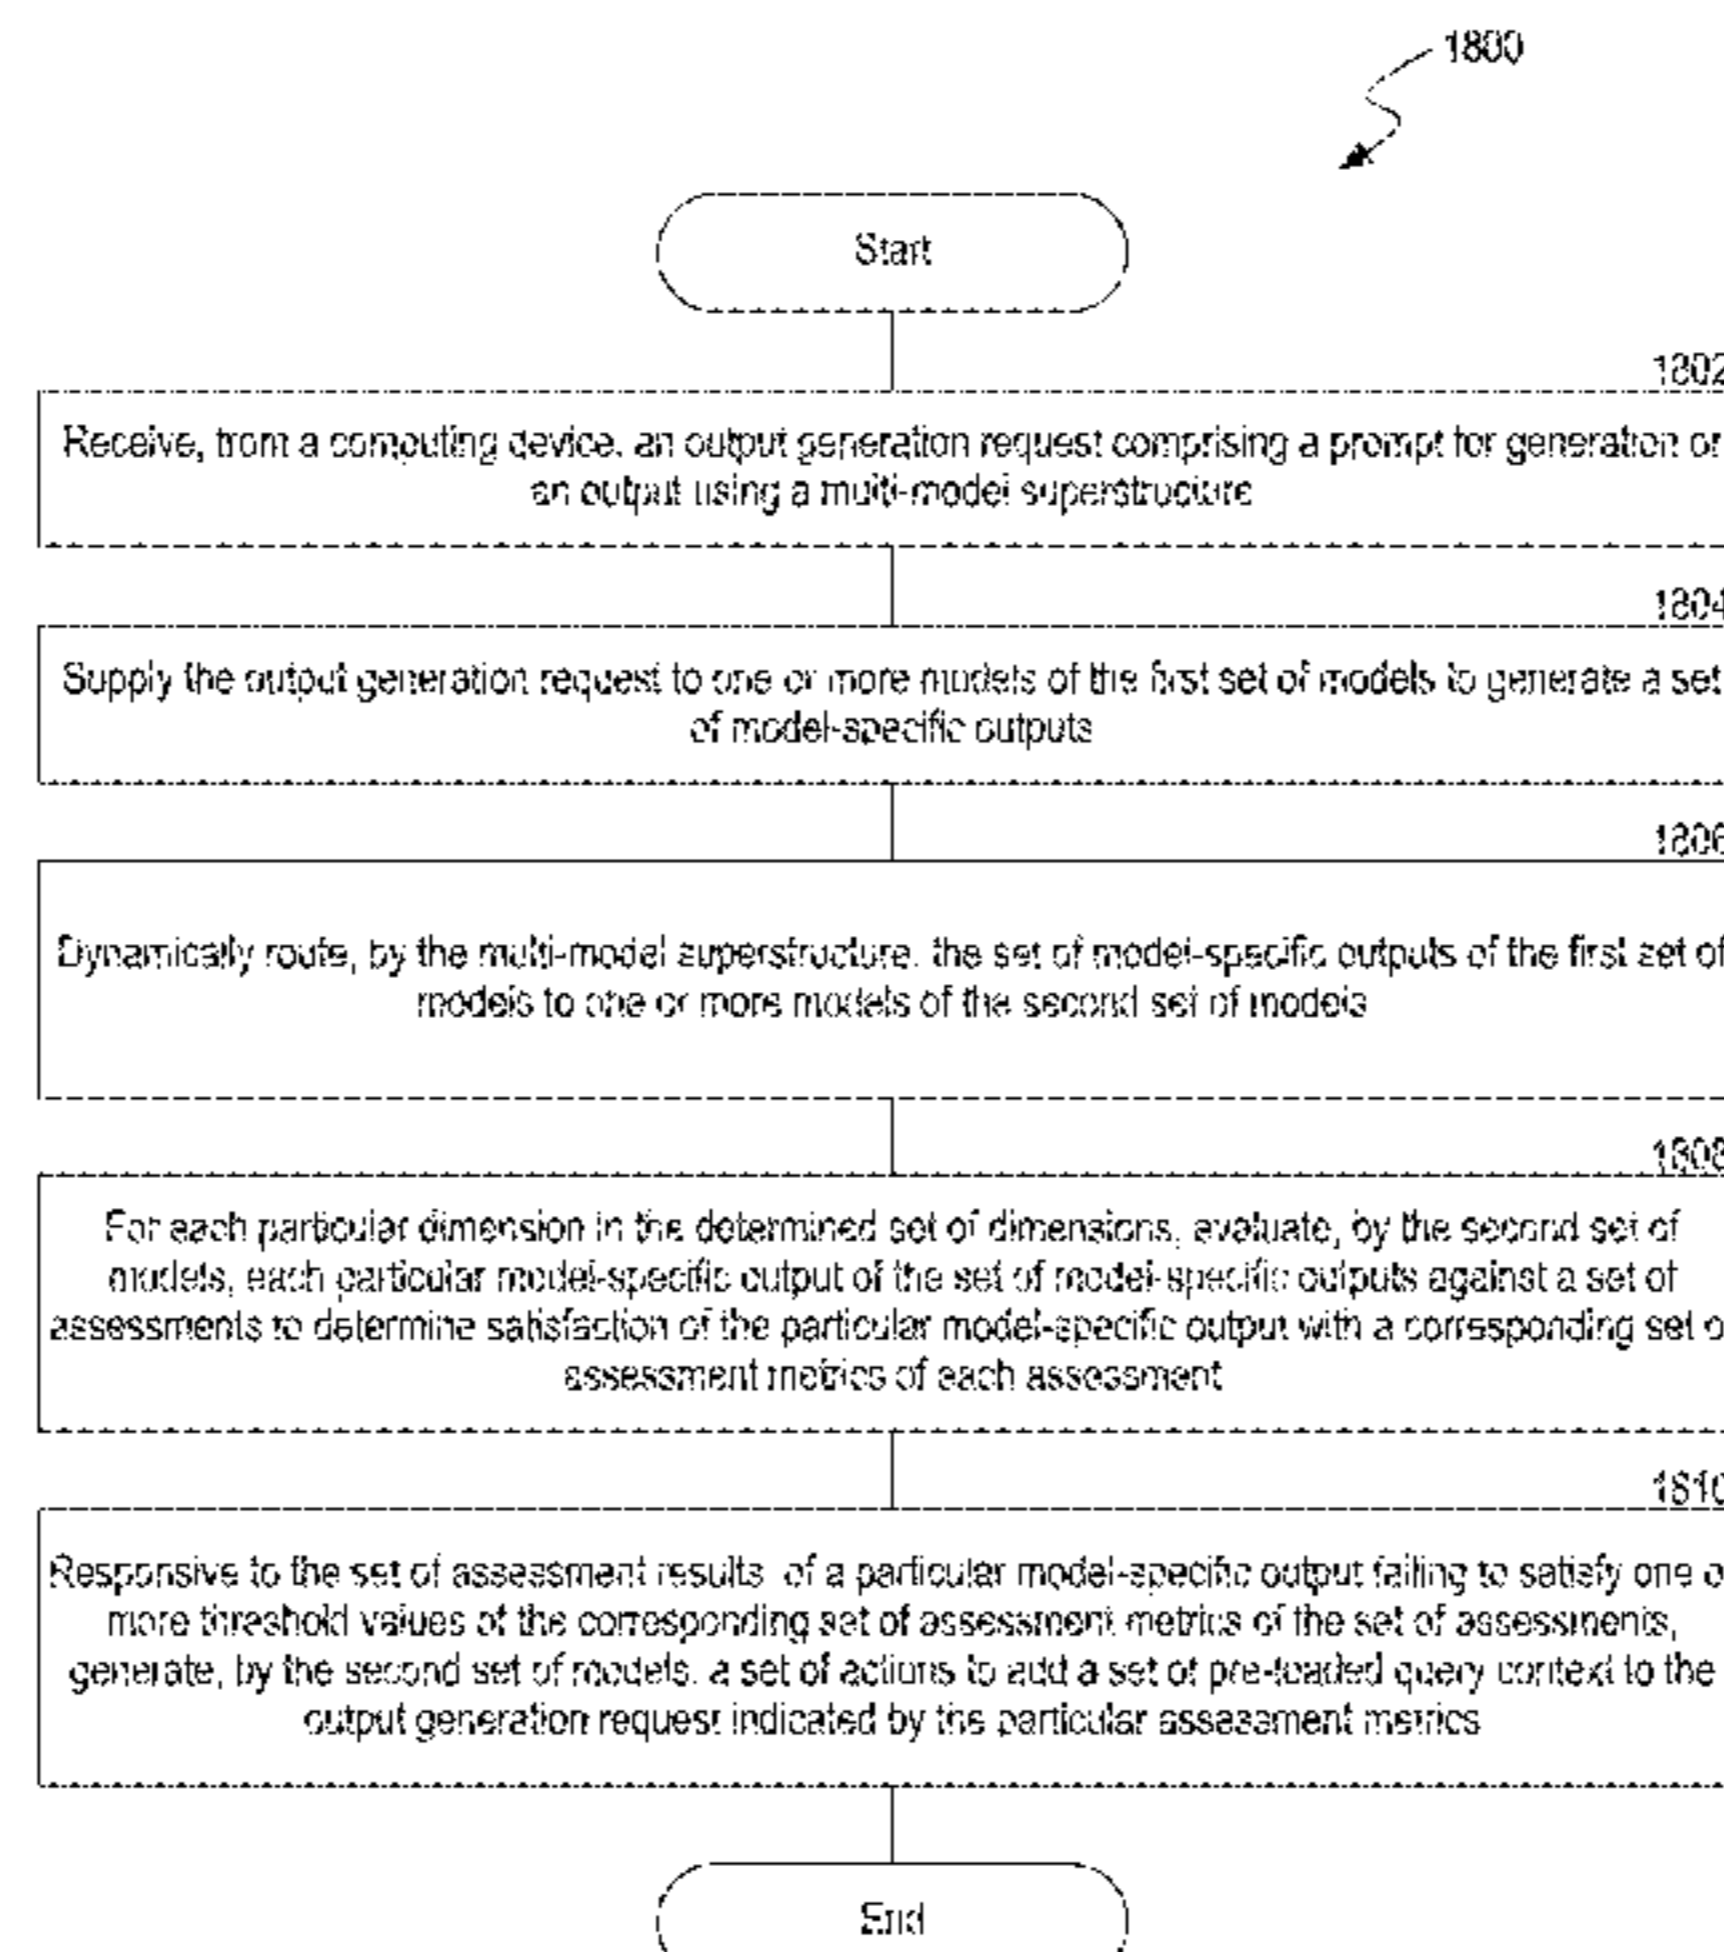 1800
Start
1802
Receive, from a computing device, an output generation request comprising a prompt for generation of
an output using a multi-model superstructure
1804
Supply the output generation request to one or more models of the first set of models to generate a set
of model-specific outputs
1806
Dynamically route, by the multi-model superstructure, the set of model-specific outputs of the first set of
models to one or more models of the second set of models
1808
For each particular dimension in the determined set of dimensions, evaluate, by the second set of
models, each particular model-specific output of the set of model-specific outputs against a set of
assessments to determine satisfaction of the particular model-specific output with a corresponding set o
assessment metrics of each assessment
1810
Responsive to the set of assessment results of a particular model-specific output failing to satisfy one o
more threshold values of the corresponding set of assessment metrics of the set of assessments,
generate, by the second set of models, a set of actions to add a set of pre-loaded query context to the
output generation request indicated by the particular assessment metrics
End